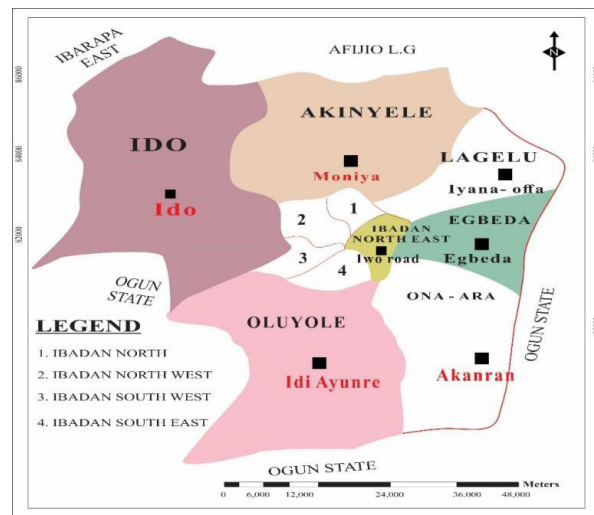 IBARAPA
EAST
AFIJIO L.G
86000
84000
82000
IDO
Ido
AKINYELE
Moniya
LAGELU
Iyana-offa
1
2
3
4
IBADAN
NORTH EAST
Iwo road
EGBEDA
Egbeda
ONA - ARA
Akanran
OGUN
STATE
OGUN STATE
OLUYOLE
Idi Ayunre
LEGEND
1. IBADAN NORTH
2. IBADAN NORTH WEST
3. IBADAN SOUTH WEST
4. IBADAN SOUTH EAST
OGUN STATE
Meters
0 6,000 12,000 24,000 36.000 48,000